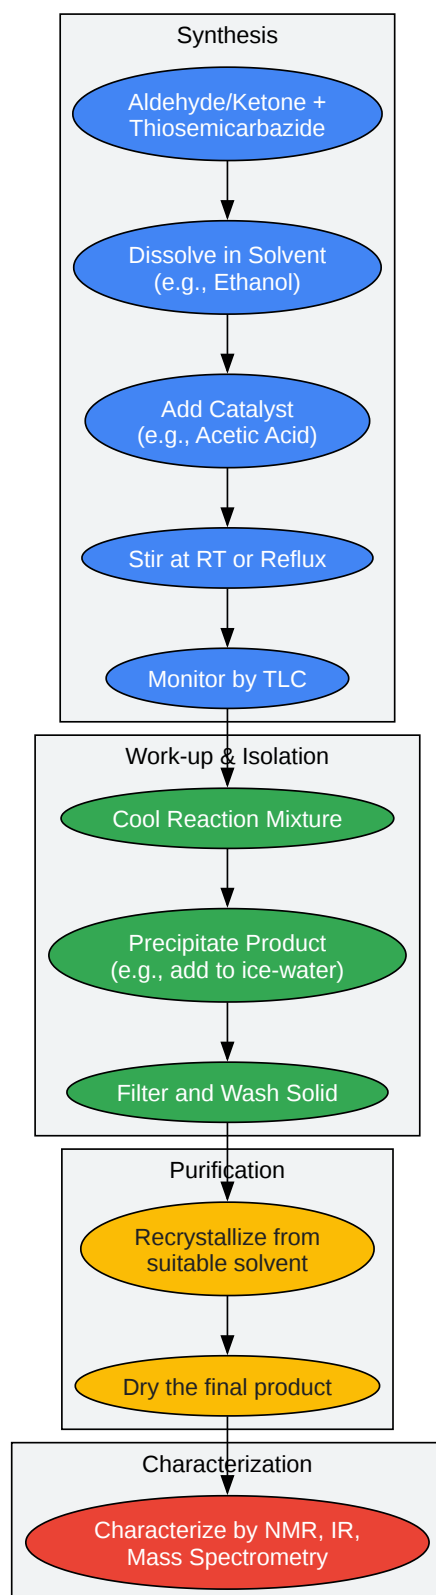 Synthesis
Aldehyde/Ketone +
Thiosemicarbazide
Dissolve in Solvent
(e.g., Ethanol)
Add Catalyst
(e.g., Acetic Acid)
Stir at RT or Reflux
Monitor by TLC
Work-up & Isolation
Cool Reaction Mixture
Precipitate Product
(e.g., add to ice-water)
Filter and Wash Solid
Purification
Recrystallize from
suitable solvent
Dry the final product
Characterization
Characterize by NMR, IR,
Mass Spectrometry